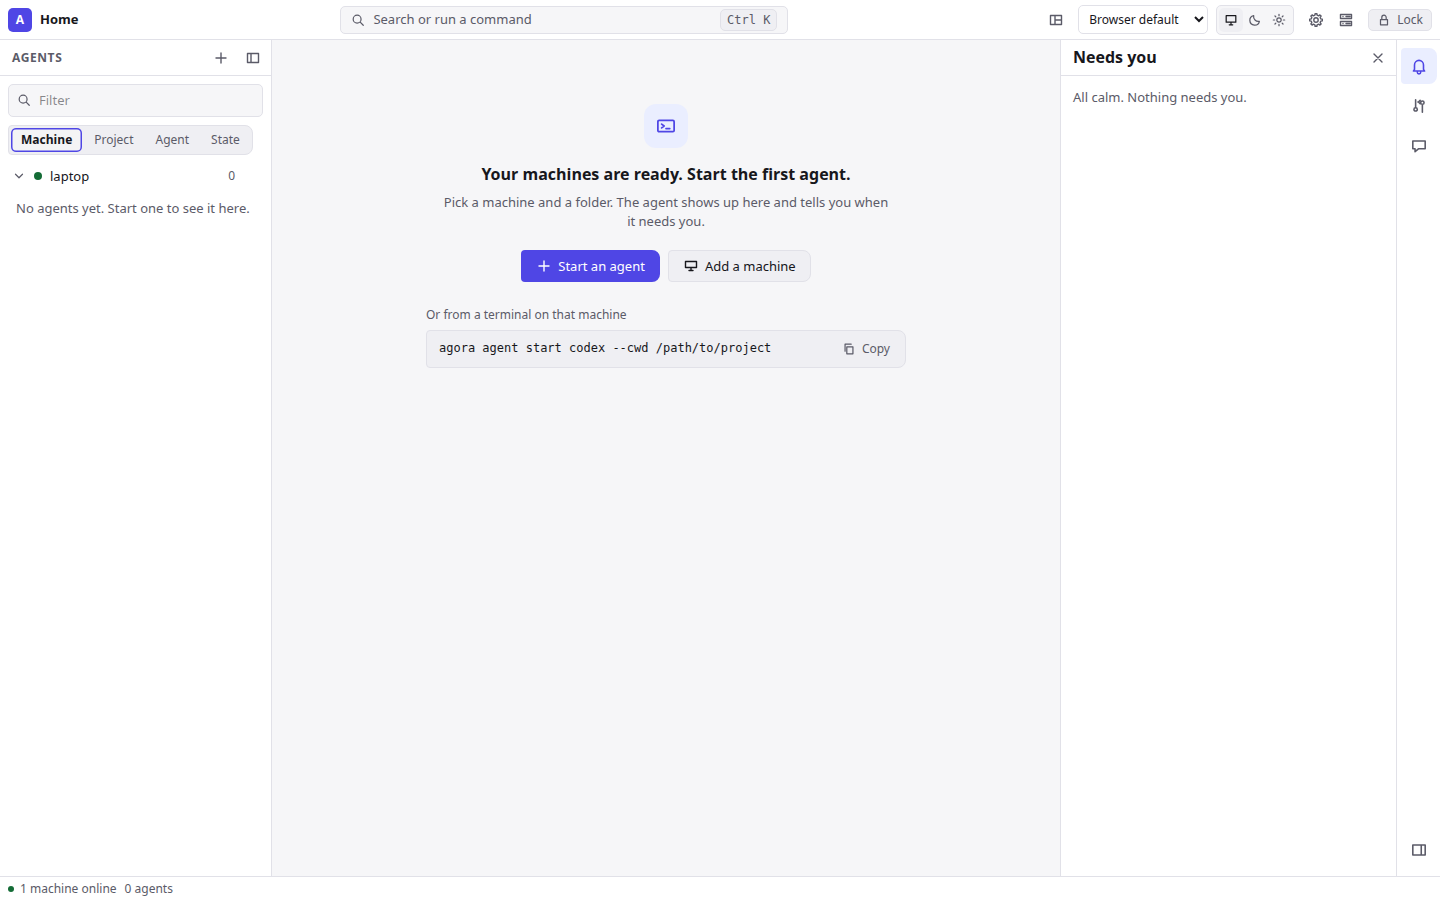 A Home
Search or run a command Ctrl K
Browser default
Lock
AGENTS
Filter
Machine Project Agent State
laptop 0
No agents yet. Start one to see it here.
Your machines are ready. Start the first agent.
Pick a machine and a folder. The agent shows up here and tells you when
it needs you.
Start an agent Add a machine
Or from a terminal on that machine
agora agent start codex --cwd /path/to/project Copy
Needs you
All calm. Nothing needs you.
1 machine online 0 agents